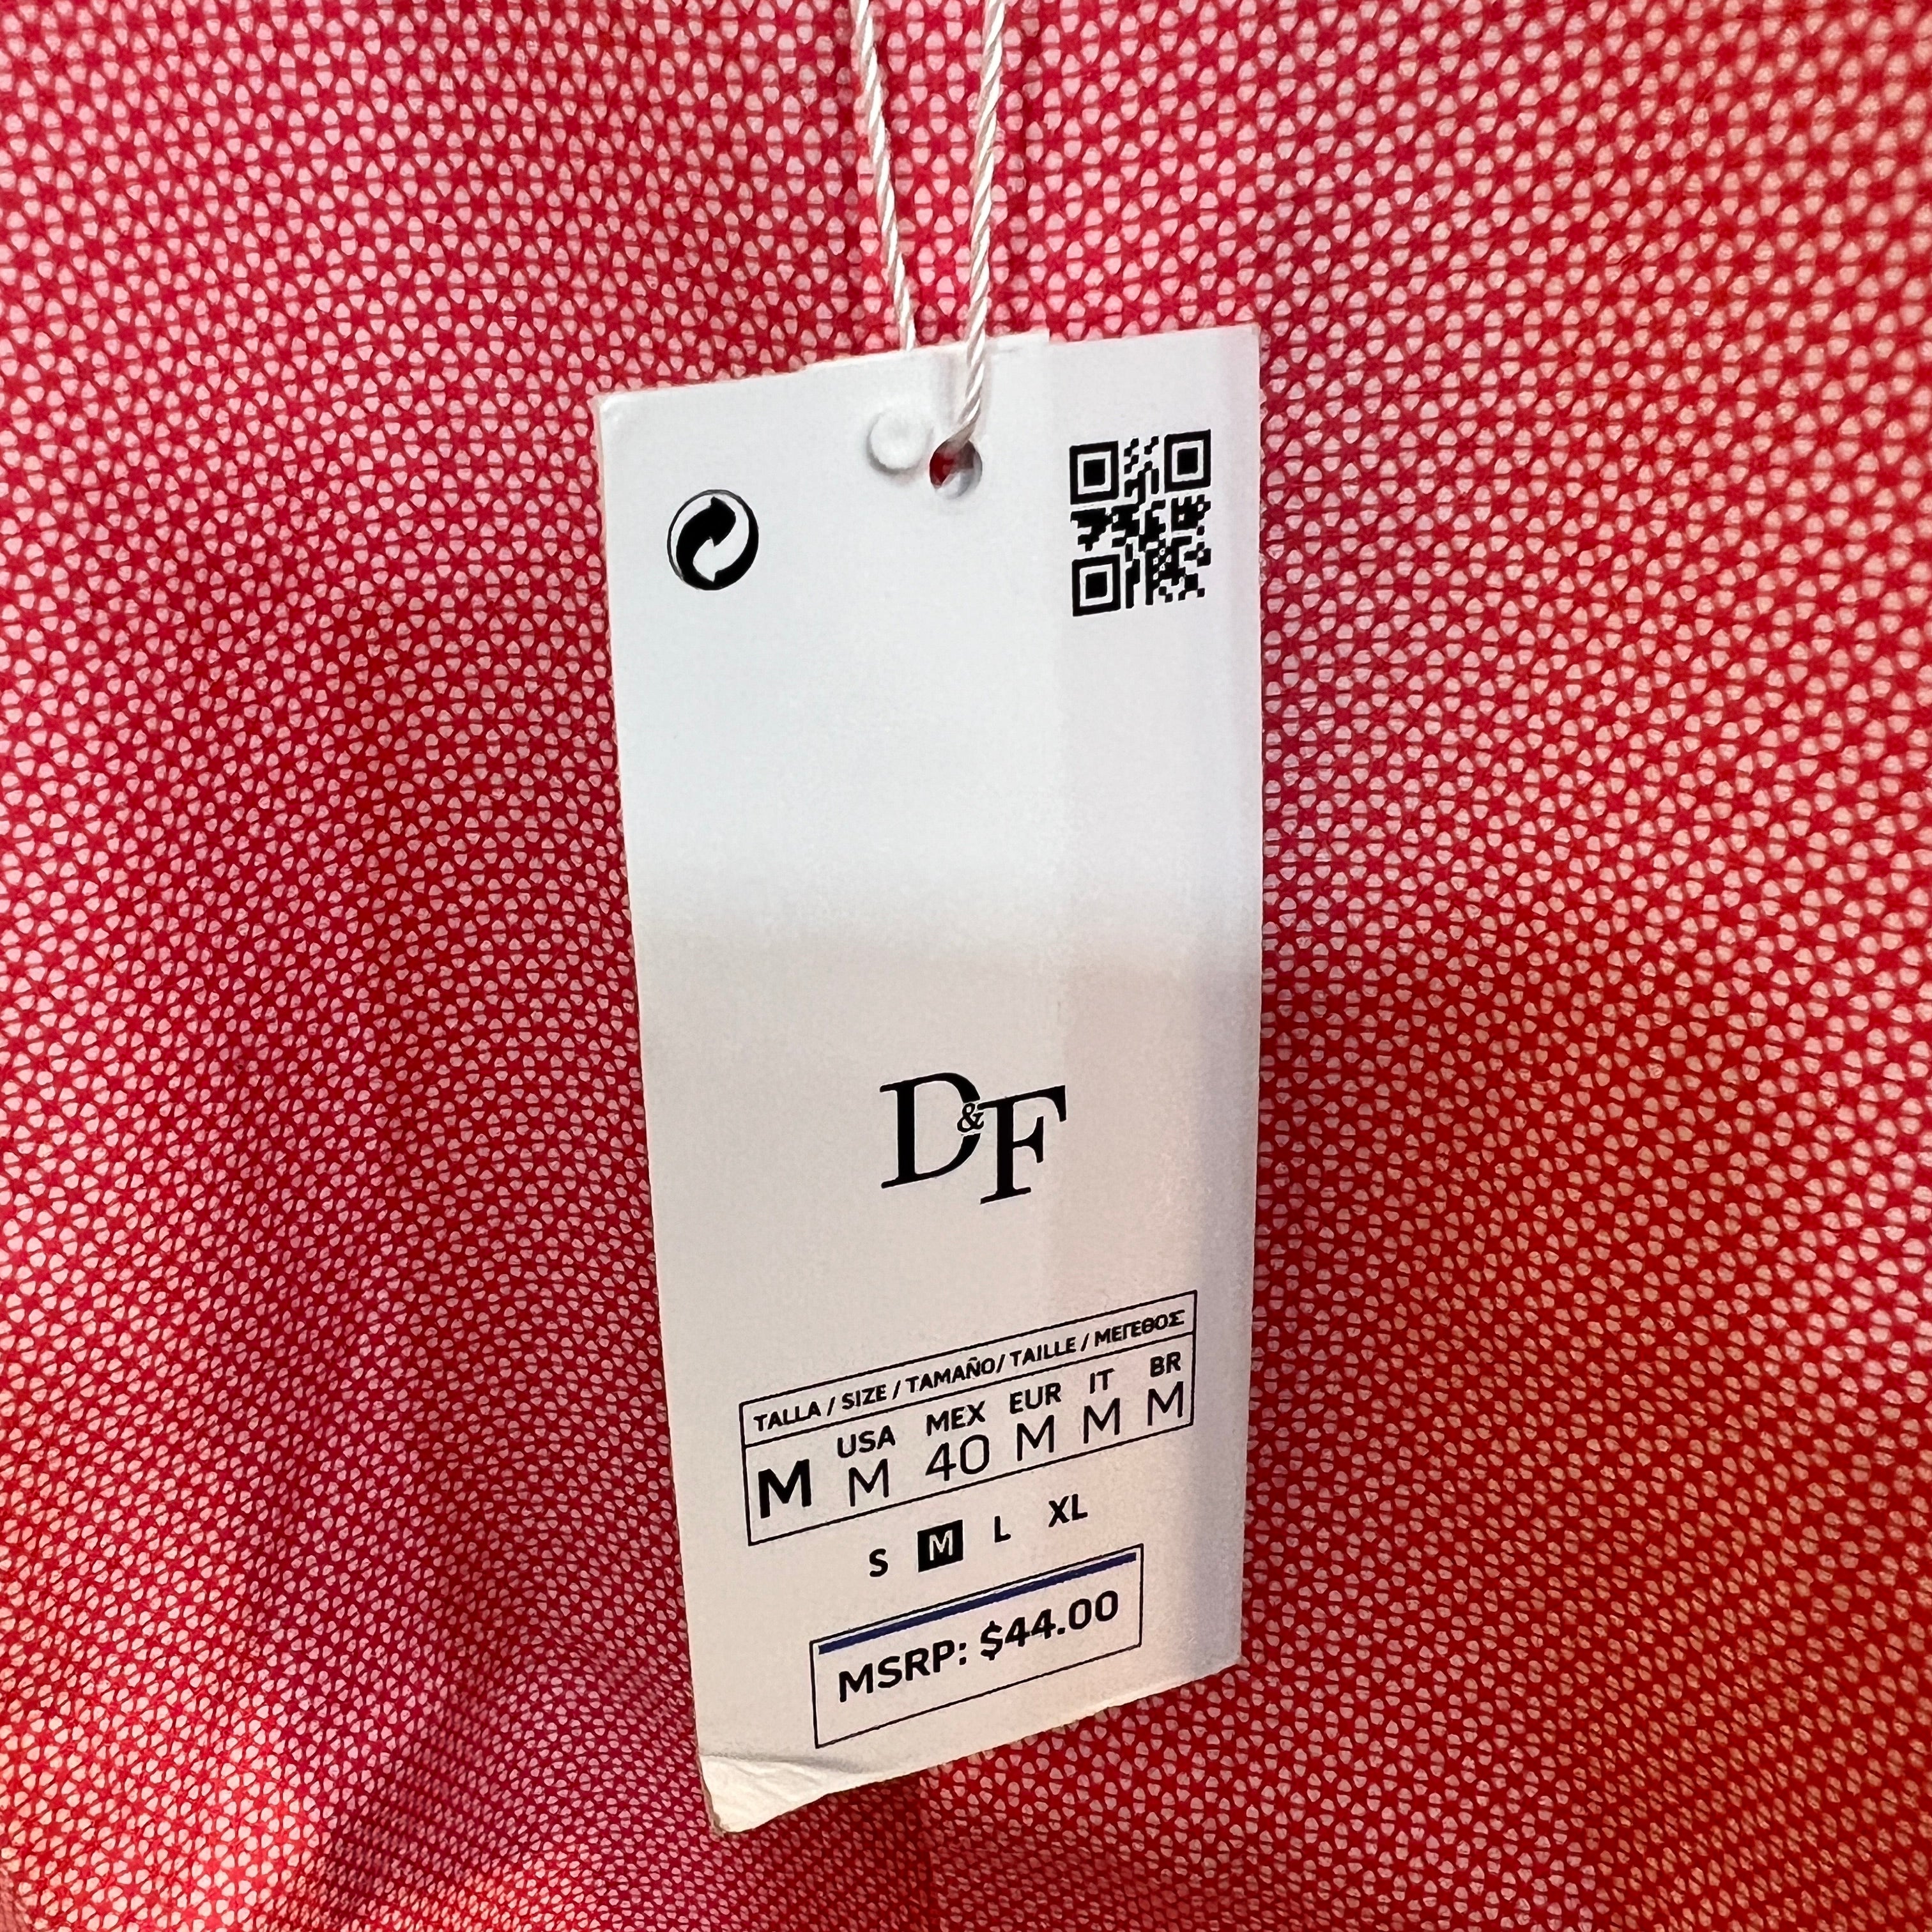 D&F
TALLA / SIZE / TAMAÑO/ TAILLE / ΜΕΓΕΘΟΣ
USA MEX EUR IT BR
M M 40 M M M
S M L XL
MSRP: $44.00